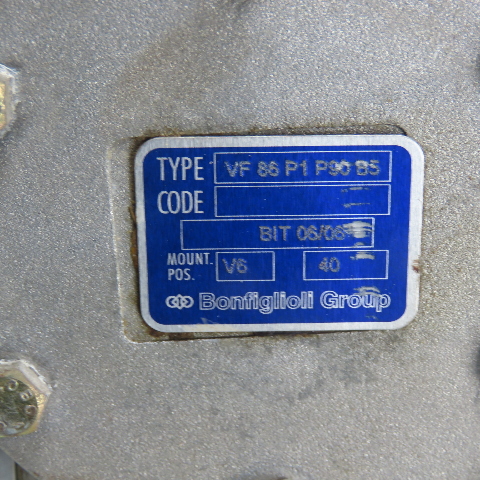 TYPE VF 86 P1 P90 B5
CODE
BIT 06/06
MOUNT. POS. V6 40
Bonfiglioli Group